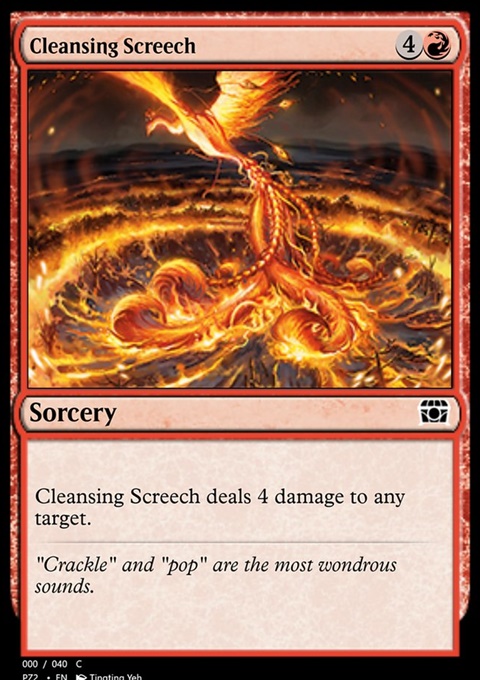 Cleansing Screech 4
Sorcery
Cleansing Screech deals 4 damage to any
target.
"Crackle" and "pop" are the most wondrous
sounds.
000 / 040 C
PZ2 • EN Tingting Yeh